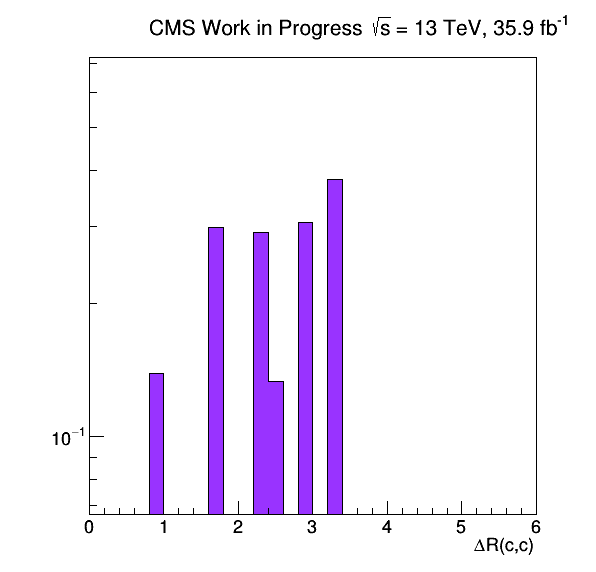 CMS Work in Progress √s = 13 TeV, 35.9 fb⁻¹
10⁻¹
0 1 2 3 4 5 6
ΔR(c,c)